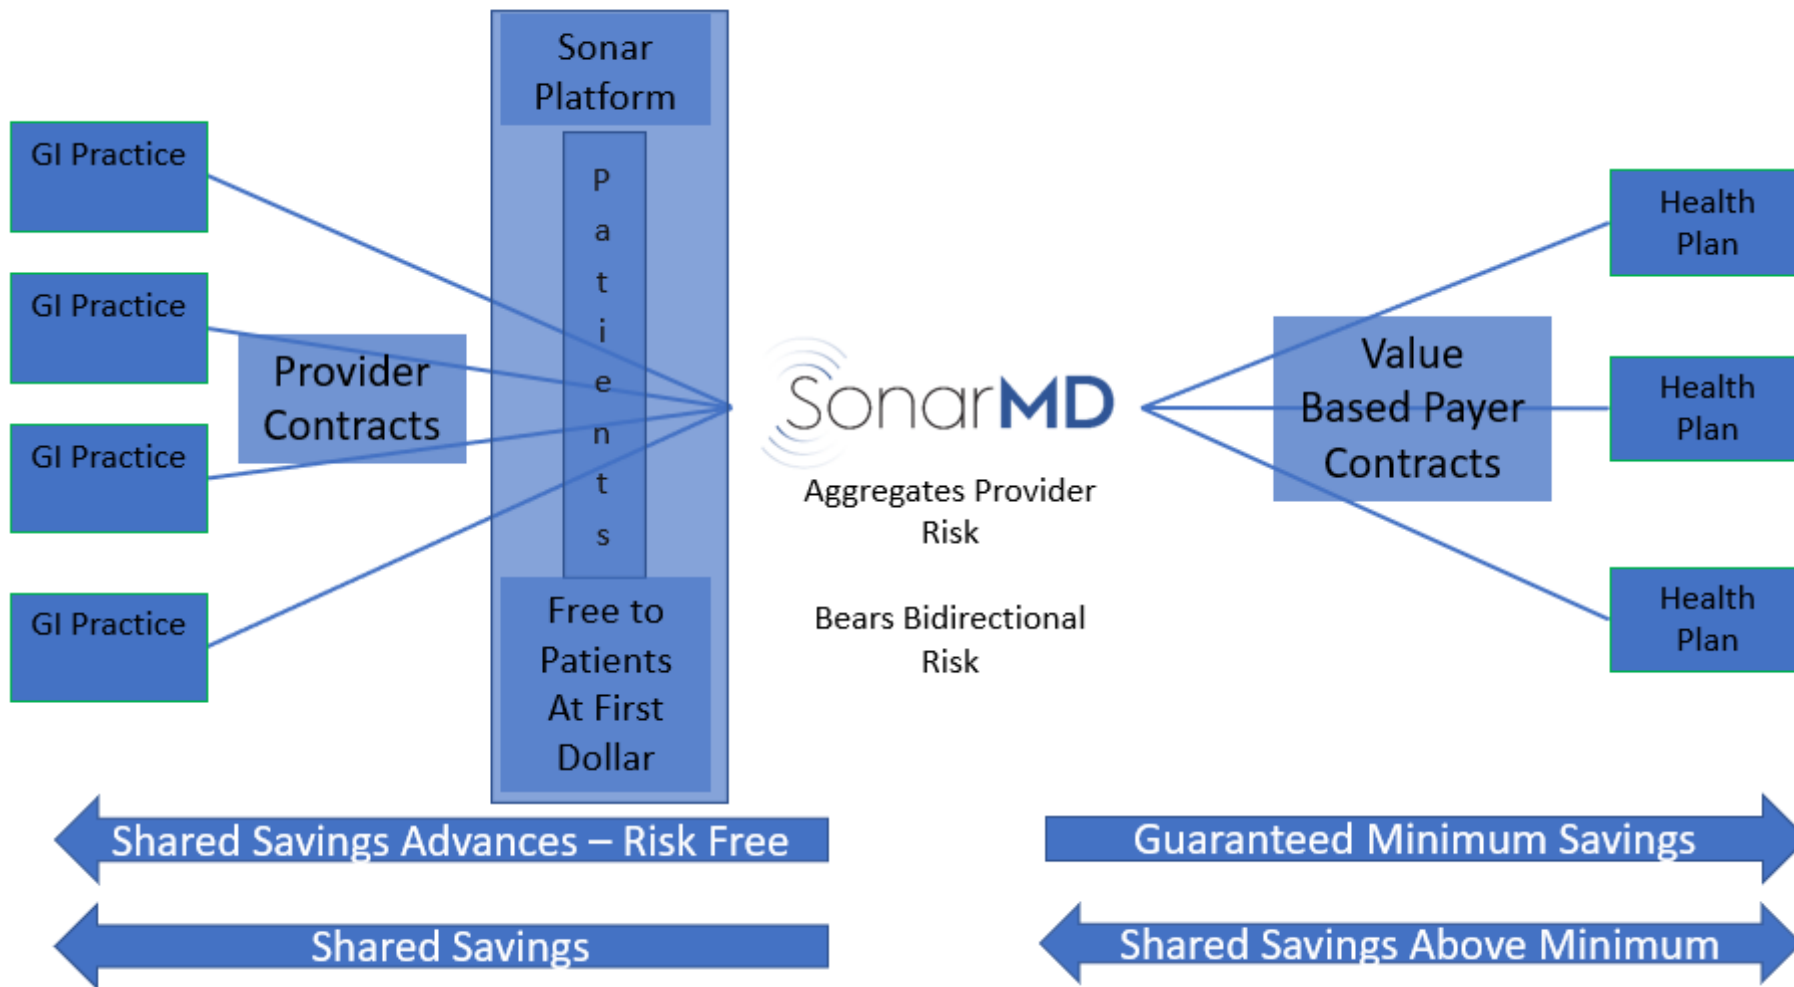 Sonar
Platform
GI Practice
GI Practice
GI Practice
GI Practice
Provider
Contracts
Patients
Free to
Patients
At First
Dollar
SonarMD
Aggregates Provider
Risk
Bears Bidirectional
Risk
Value
Based Payer
Contracts
Health
Plan
Health
Plan
Health
Plan
Shared Savings Advances – Risk Free
Guaranteed Minimum Savings
Shared Savings
Shared Savings Above Minimum